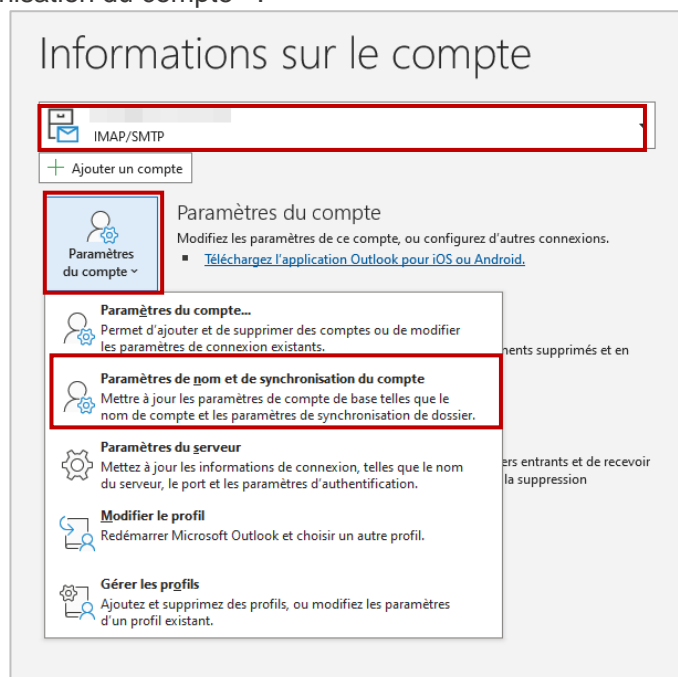 nisation du compte
Informations sur le compte
IMAP/SMTP
Ajouter un compte
Paramètres
du compte
Paramètres du compte
Modifiez les paramètres de ce compte, ou configurez d'autres connexions.
Téléchargez l'application Outlook pour iOS ou Android.
Paramètres du compte...
Permet d'ajouter et de supprimer des comptes ou de modifier
les paramètres de connexion existants.
ments supprimés et en
Paramètres de nom et de synchronisation du compte
Mettre à jour les paramètres de compte de base telles que le
nom de compte et les paramètres de synchronisation de dossier.
Paramètres du serveur
Mettez à jour les informations de connexion, telles que le nom
du serveur, le port et les paramètres d'authentification.
ers entrants et de recevoir
la suppression
Modifier le profil
Redémarrer Microsoft Outlook et choisir un autre profil.
Gérer les profils
Ajoutez et supprimez des profils, ou modifiez les paramètres
d'un profil existant.